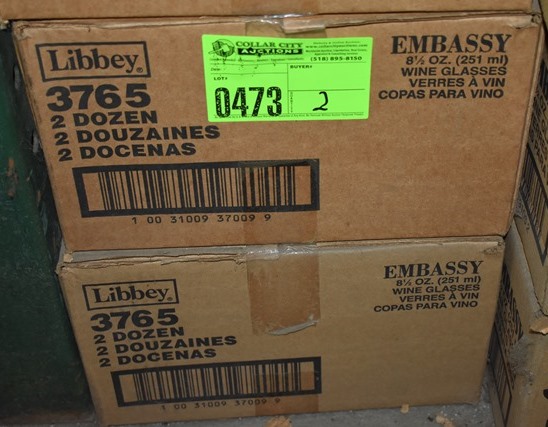 Libbey®
3765
2 DOZEN
2 DOUZAINES
2 DOCENAS
1 00 31009 37009 9
COLLAR CITY
AUCTIONS
www.collarcityauctions.com
(518) 895-8150
LOT#
0473
BUYER#
2
EMBASSY
8½ OZ. (251 ml)
WINE GLASSES
VERRES À VIN
COPAS PARA VINO
Libbey®
3765
2 DOZEN
2 DOUZAINES
2 DOCENAS
1 00 31009 37009 9
EMBASSY
8½ OZ. (251 ml)
WINE GLASSES
VERRES À VIN
COPAS PARA VINO